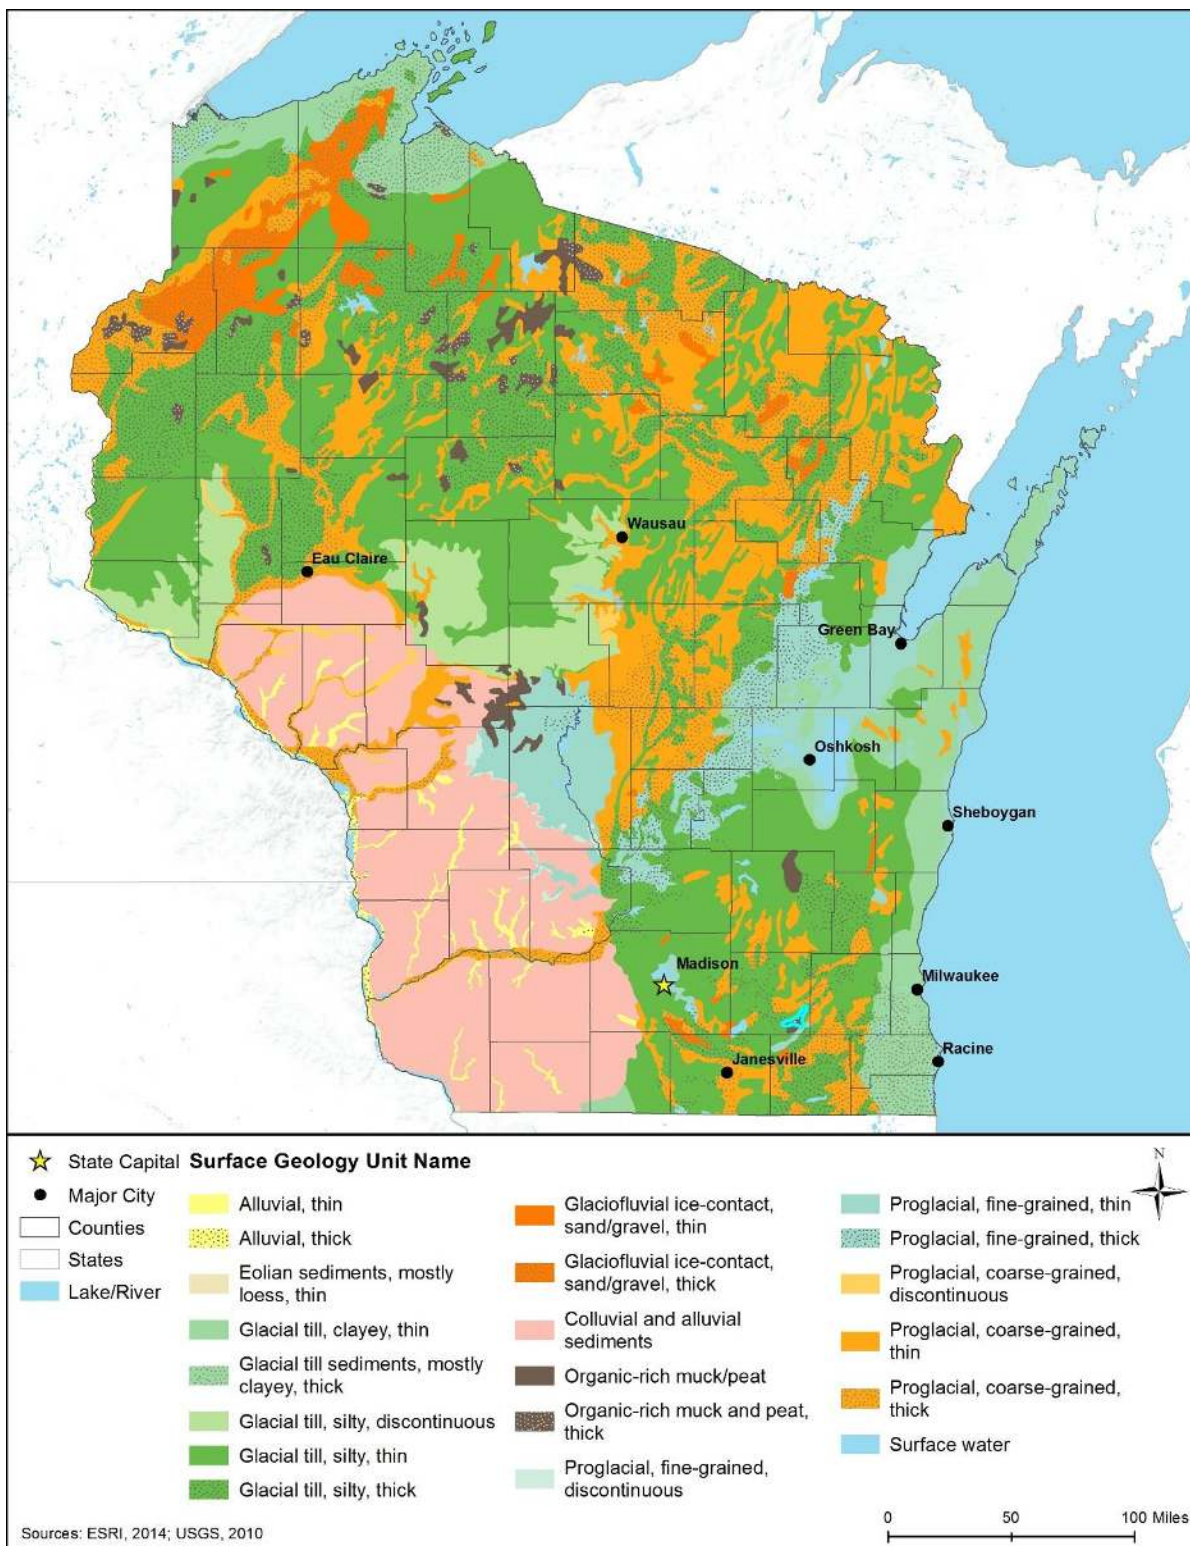 Wausau
Eau Claire
Green Bay
Oshkosh
Sheboygan
Madison
Milwaukee
Racine
Janesville
State Capital
Major City
Counties
States
Lake/River
Surface Geology Unit Name
Alluvial, thin
Alluvial, thick
Eolian sediments, mostly
loess, thin
Glacial till, clayey, thin
Glacial till sediments, mostly
clayey, thick
Glacial till, silty, discontinuous
Glacial till, silty, thin
Glacial till, silty, thick
Glaciofluvial ice-contact,
sand/gravel, thin
Glaciofluvial ice-contact,
sand/gravel, thick
Colluvial and alluvial
sediments
Organic-rich muck/peat
Organic-rich muck and peat,
thick
Proglacial, fine-grained,
discontinuous
Proglacial, fine-grained, thin
Proglacial, fine-grained, thick
Proglacial, coarse-grained,
discontinuous
Proglacial, coarse-grained,
thin
Proglacial, coarse-grained,
thick
Surface water
N
0 50 100 Miles
Sources: ESRI, 2014; USGS, 2010